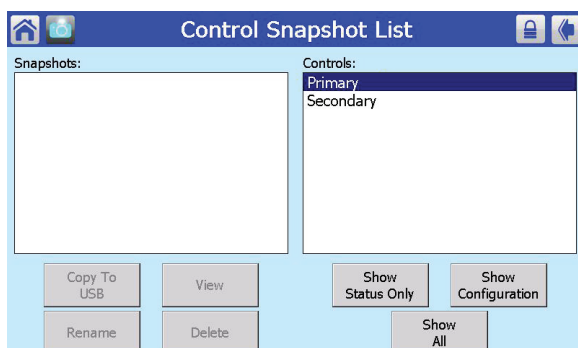 Control Snapshot List
Snapshots:
Controls:
Primary
Secondary
Copy To
USB
View
Show
Status Only
Show
Configuration
Rename
Delete
Show
All